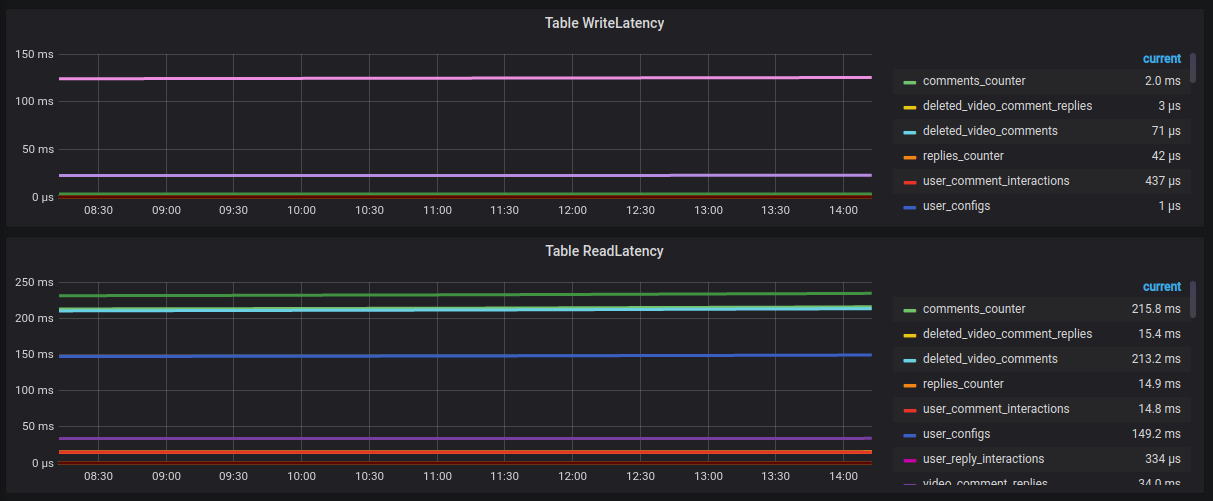 Table WriteLatency
current
150 ms
100 ms
50 ms
0 µs
08:30 09:00 09:30 10:00 10:30 11:00 11:30 12:00 12:30 13:00 13:30 14:00
comments_counter 2.0 ms
deleted_video_comment_replies 3 µs
deleted_video_comments 71 µs
replies_counter 42 µs
user_comment_interactions 437 µs
user_configs 1 µs
Table ReadLatency
current
250 ms
200 ms
150 ms
100 ms
50 ms
0 µs
08:30 09:00 09:30 10:00 10:30 11:00 11:30 12:00 12:30 13:00 13:30 14:00
comments_counter 215.8 ms
deleted_video_comment_replies 15.4 ms
deleted_video_comments 213.2 ms
replies_counter 14.9 ms
user_comment_interactions 14.8 ms
user_configs 149.2 ms
user_reply_interactions 334 µs
video_comment_replies 34.0 ms